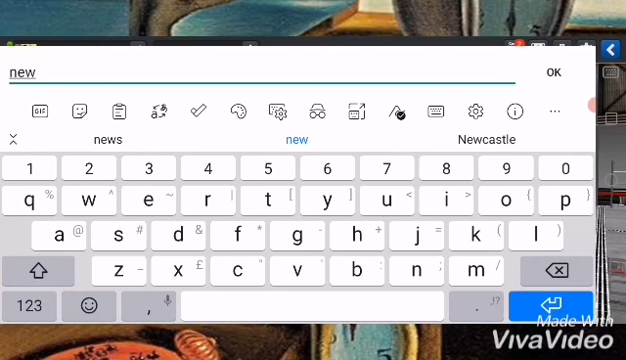 new
OK
GIF
news new Newcastle
1 2 3 4 5 6 7 8 9 0
q % w ^ e ~ r | t [ y ] u < i > o { p }
a @ s # d & f * g - h + j = k ( l )
z _ x £ c " v ' b : n ; m /
123 , . ,!?
Made With
VivaVideo